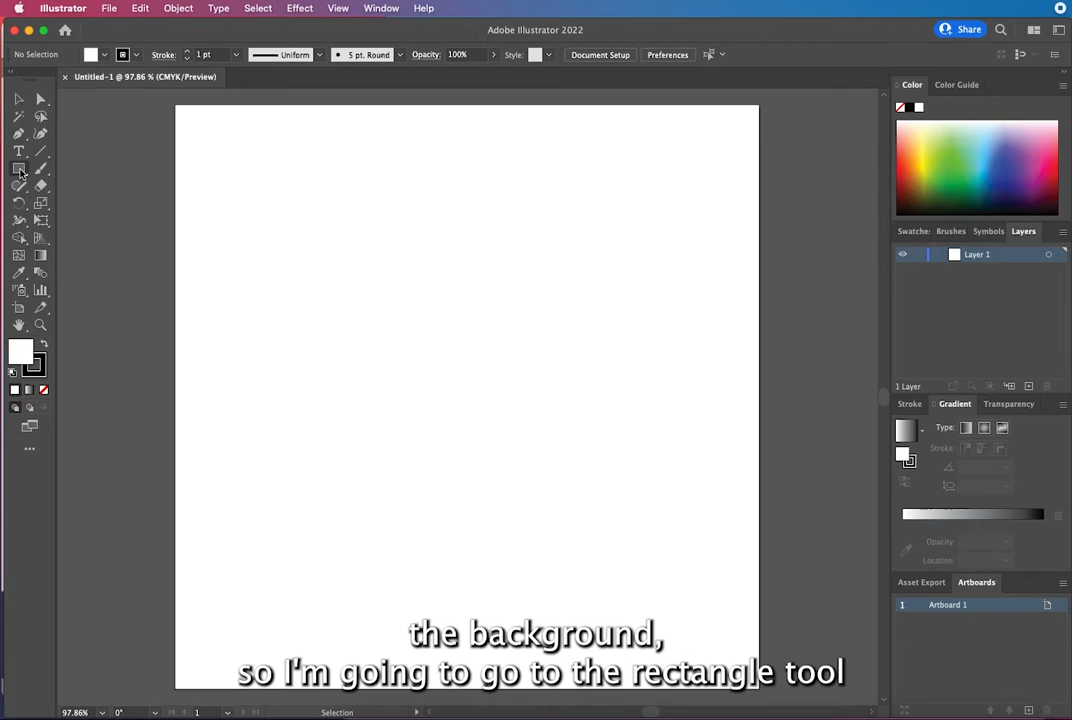 Illustrator File Edit Object Type Select Effect View Window Help
Adobe Illustrator 2022
Share
No Selection
Stroke: 1 pt
Uniform
5 pt. Round
Opacity: 100%
Style:
Document Setup
Preferences
Untitled-1 @ 97.86 % (CMYK/Preview)
Color Color Guide
Swatche: Brushes Symbols Layers
Layer 1
1 Layer
Stroke Gradient Transparency
Type:
Stroke:
Opacity:
Location:
Asset Export Artboards
1 Artboard 1
the background,
so I'm going to go to the rectangle tool
97.86% 0° 1 Selection